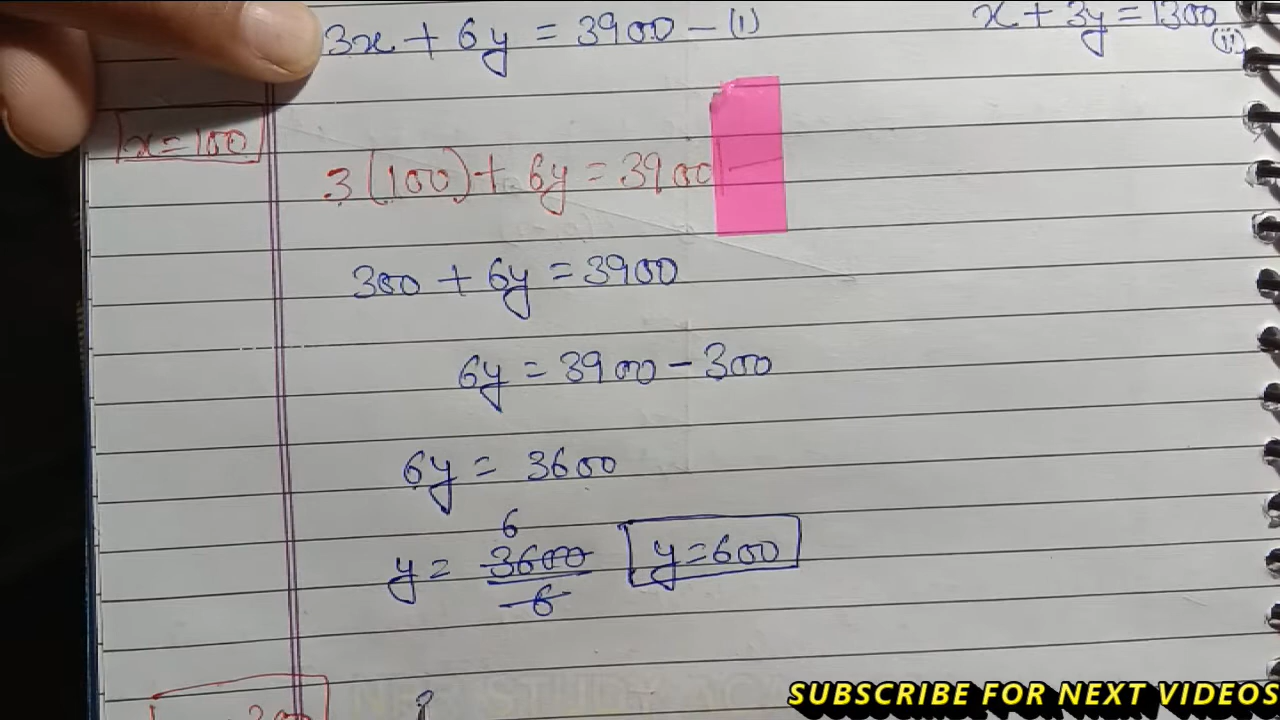 3x + 6y = 3900 - (i)
x + 3y = 1300
(ii)
x = 100
3(100) + 6y = 3900
300 + 6y = 3900
6y = 3900 - 300
6y = 3600
6
y = 3600 y = 600
6
SUBSCRIBE FOR NEXT VIDEOS